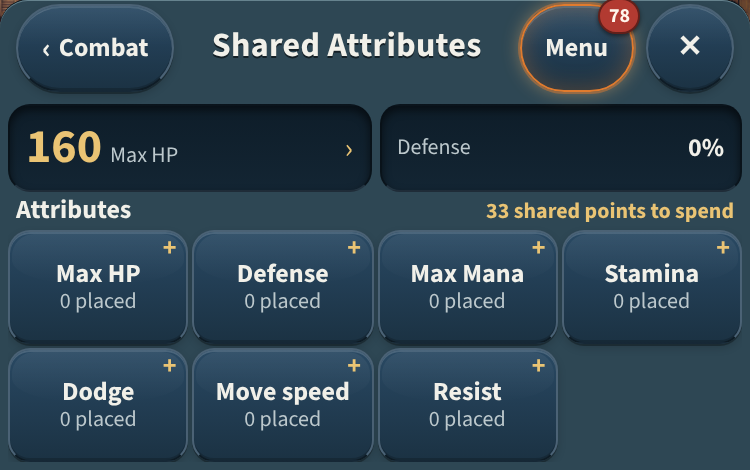 ‹ Combat
Shared Attributes
Menu
78
✕
160 Max HP ›
Defense 0%
Attributes
33 shared points to spend
+
Max HP
0 placed
+
Defense
0 placed
+
Max Mana
0 placed
+
Stamina
0 placed
+
Dodge
0 placed
+
Move speed
0 placed
+
Resist
0 placed